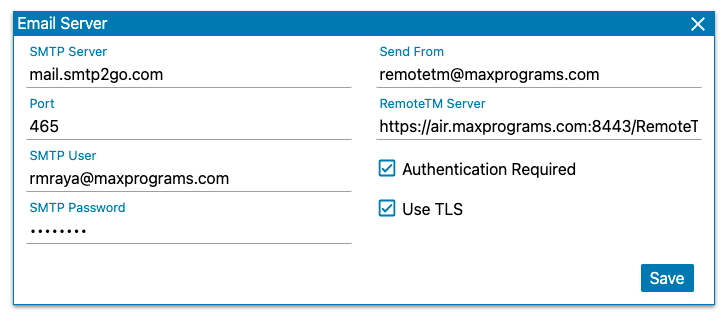 Email Server
SMTP Server
mail.smtp2go.com
Port
465
SMTP User
rmraya@maxprograms.com
SMTP Password
••••••••
Send From
remotetm@maxprograms.com
RemoteTM Server
https://air.maxprograms.com:8443/RemoteT
Authentication Required
Use TLS
Save